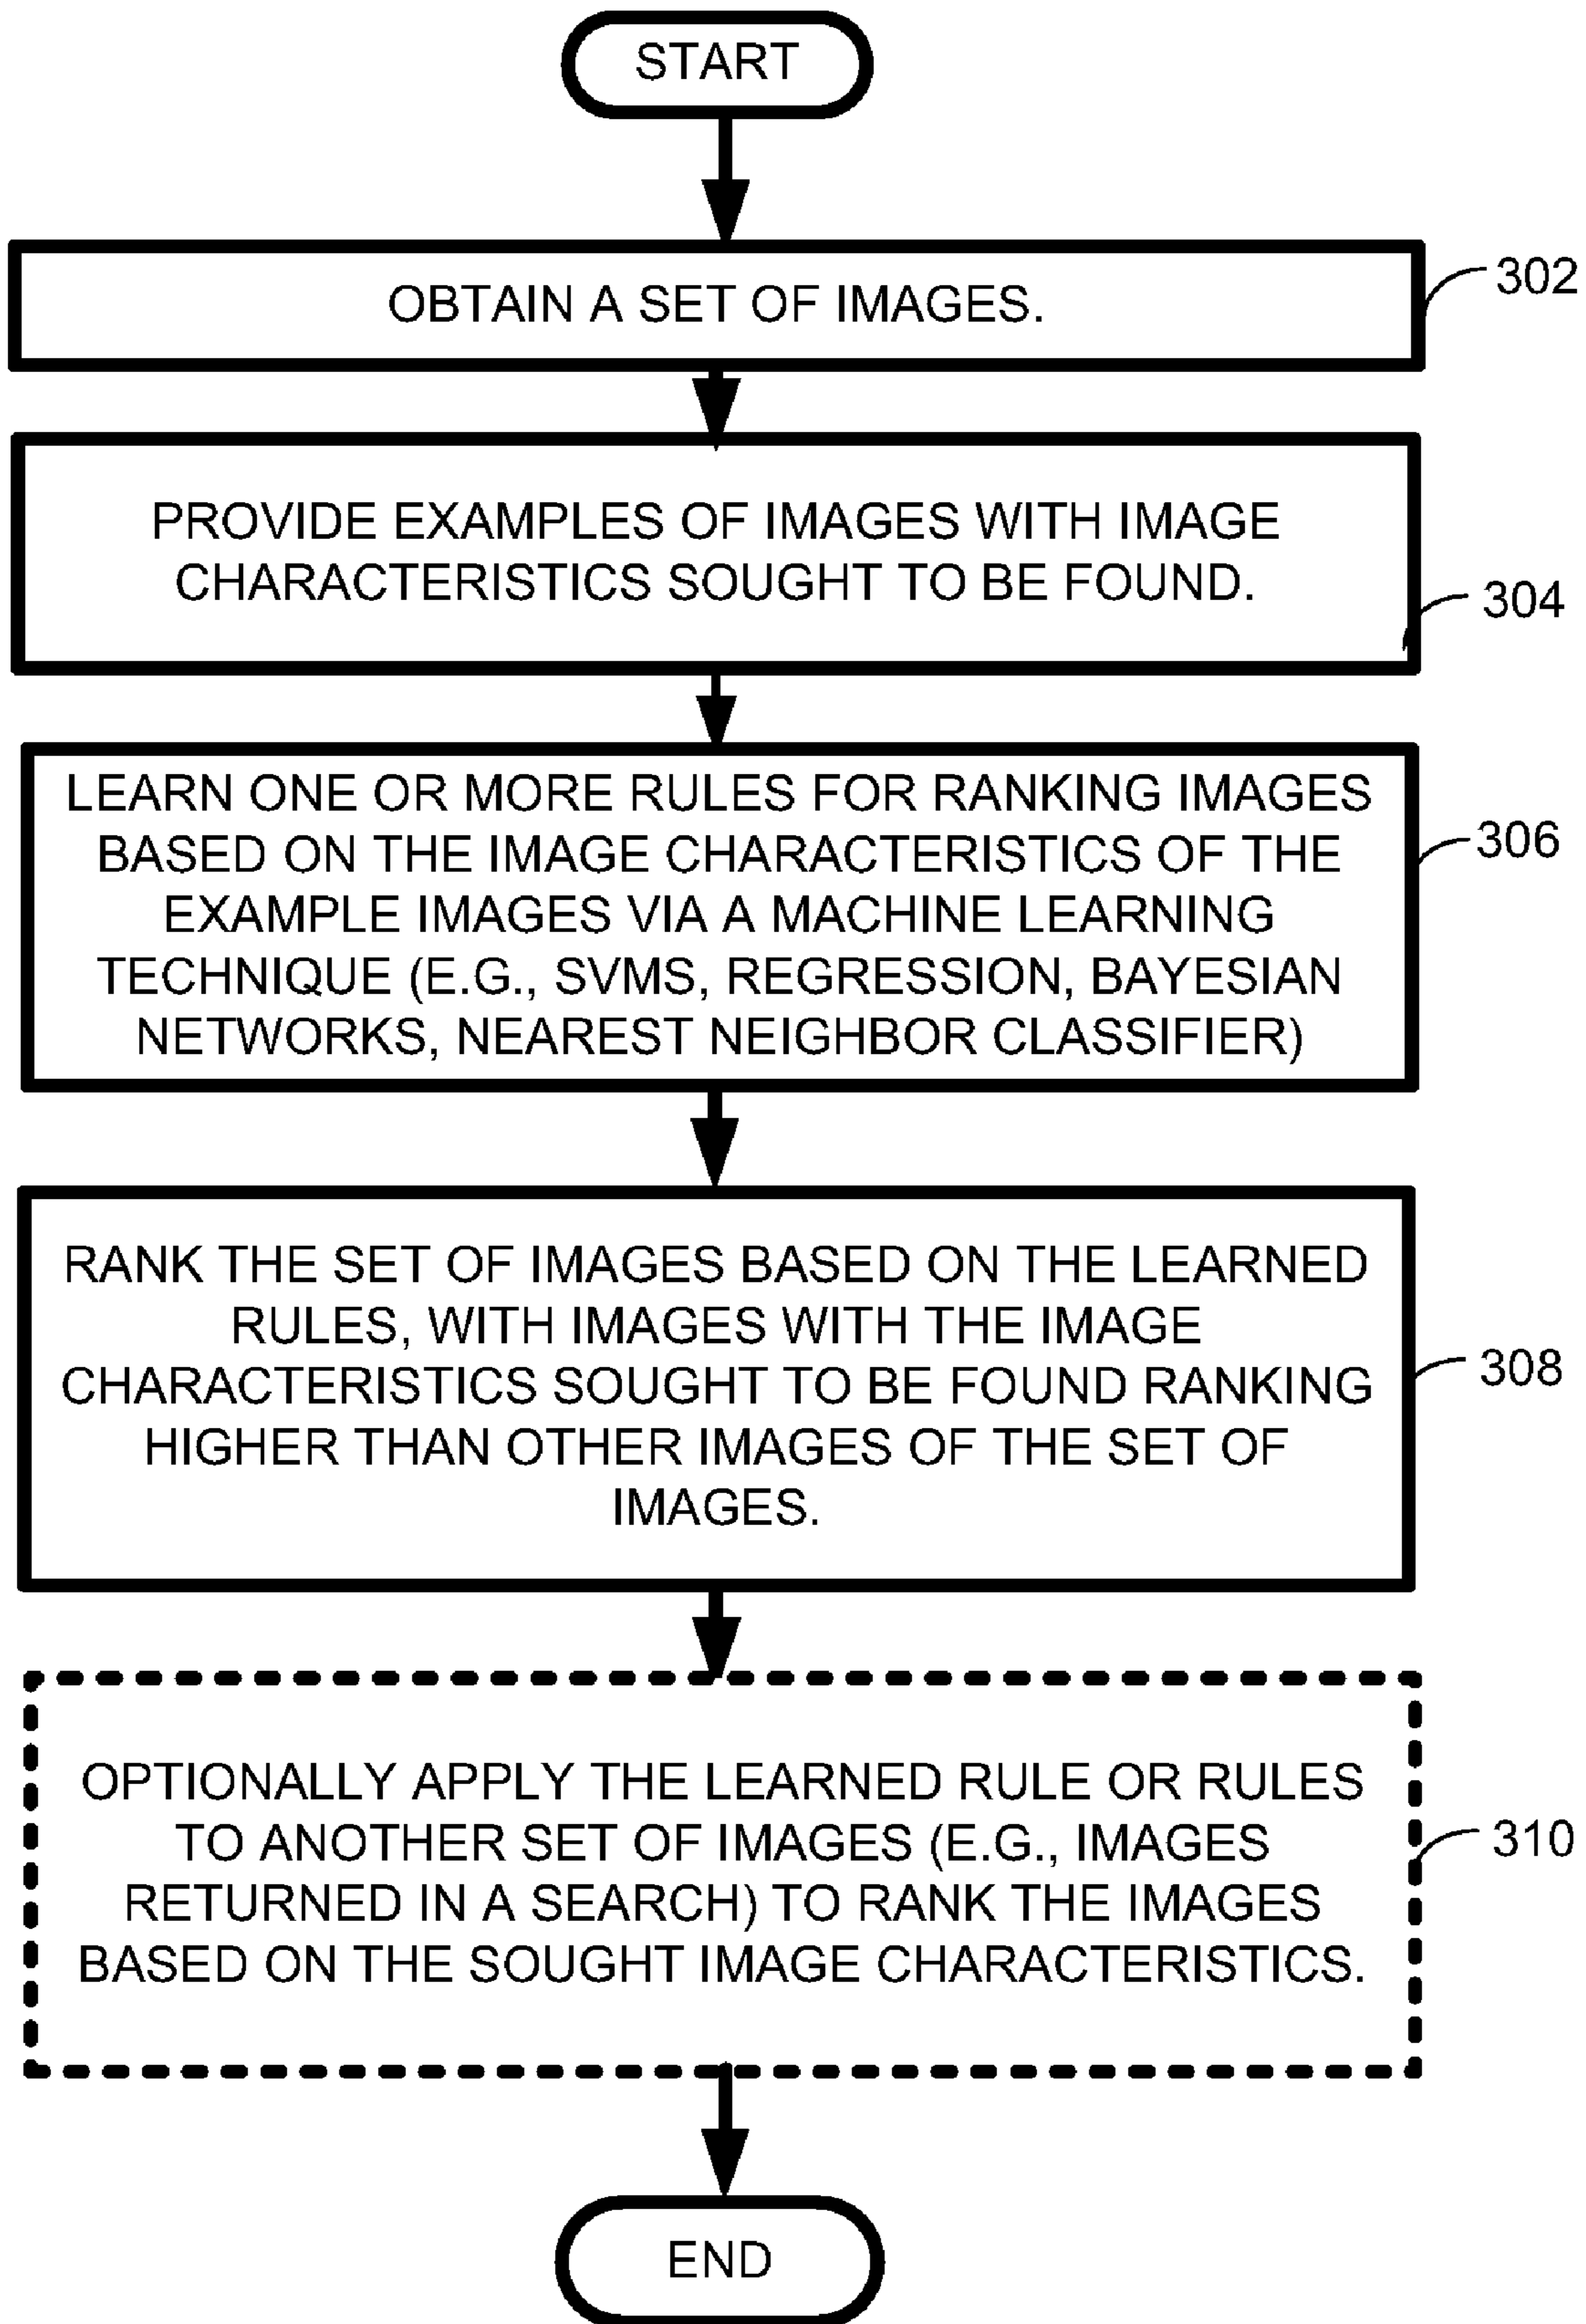 START
OBTAIN A SET OF IMAGES.
302
PROVIDE EXAMPLES OF IMAGES WITH IMAGE
CHARACTERISTICS SOUGHT TO BE FOUND.
304
LEARN ONE OR MORE RULES FOR RANKING IMAGES
BASED ON THE IMAGE CHARACTERISTICS OF THE
EXAMPLE IMAGES VIA A MACHINE LEARNING
TECHNIQUE (E.G., SVMS, REGRESSION, BAYESIAN
NETWORKS, NEAREST NEIGHBOR CLASSIFIER)
306
RANK THE SET OF IMAGES BASED ON THE LEARNED
RULES, WITH IMAGES WITH THE IMAGE
CHARACTERISTICS SOUGHT TO BE FOUND RANKING
HIGHER THAN OTHER IMAGES OF THE SET OF
IMAGES.
308
OPTIONALLY APPLY THE LEARNED RULE OR RULES
TO ANOTHER SET OF IMAGES (E.G., IMAGES
RETURNED IN A SEARCH) TO RANK THE IMAGES
BASED ON THE SOUGHT IMAGE CHARACTERISTICS.
310
END